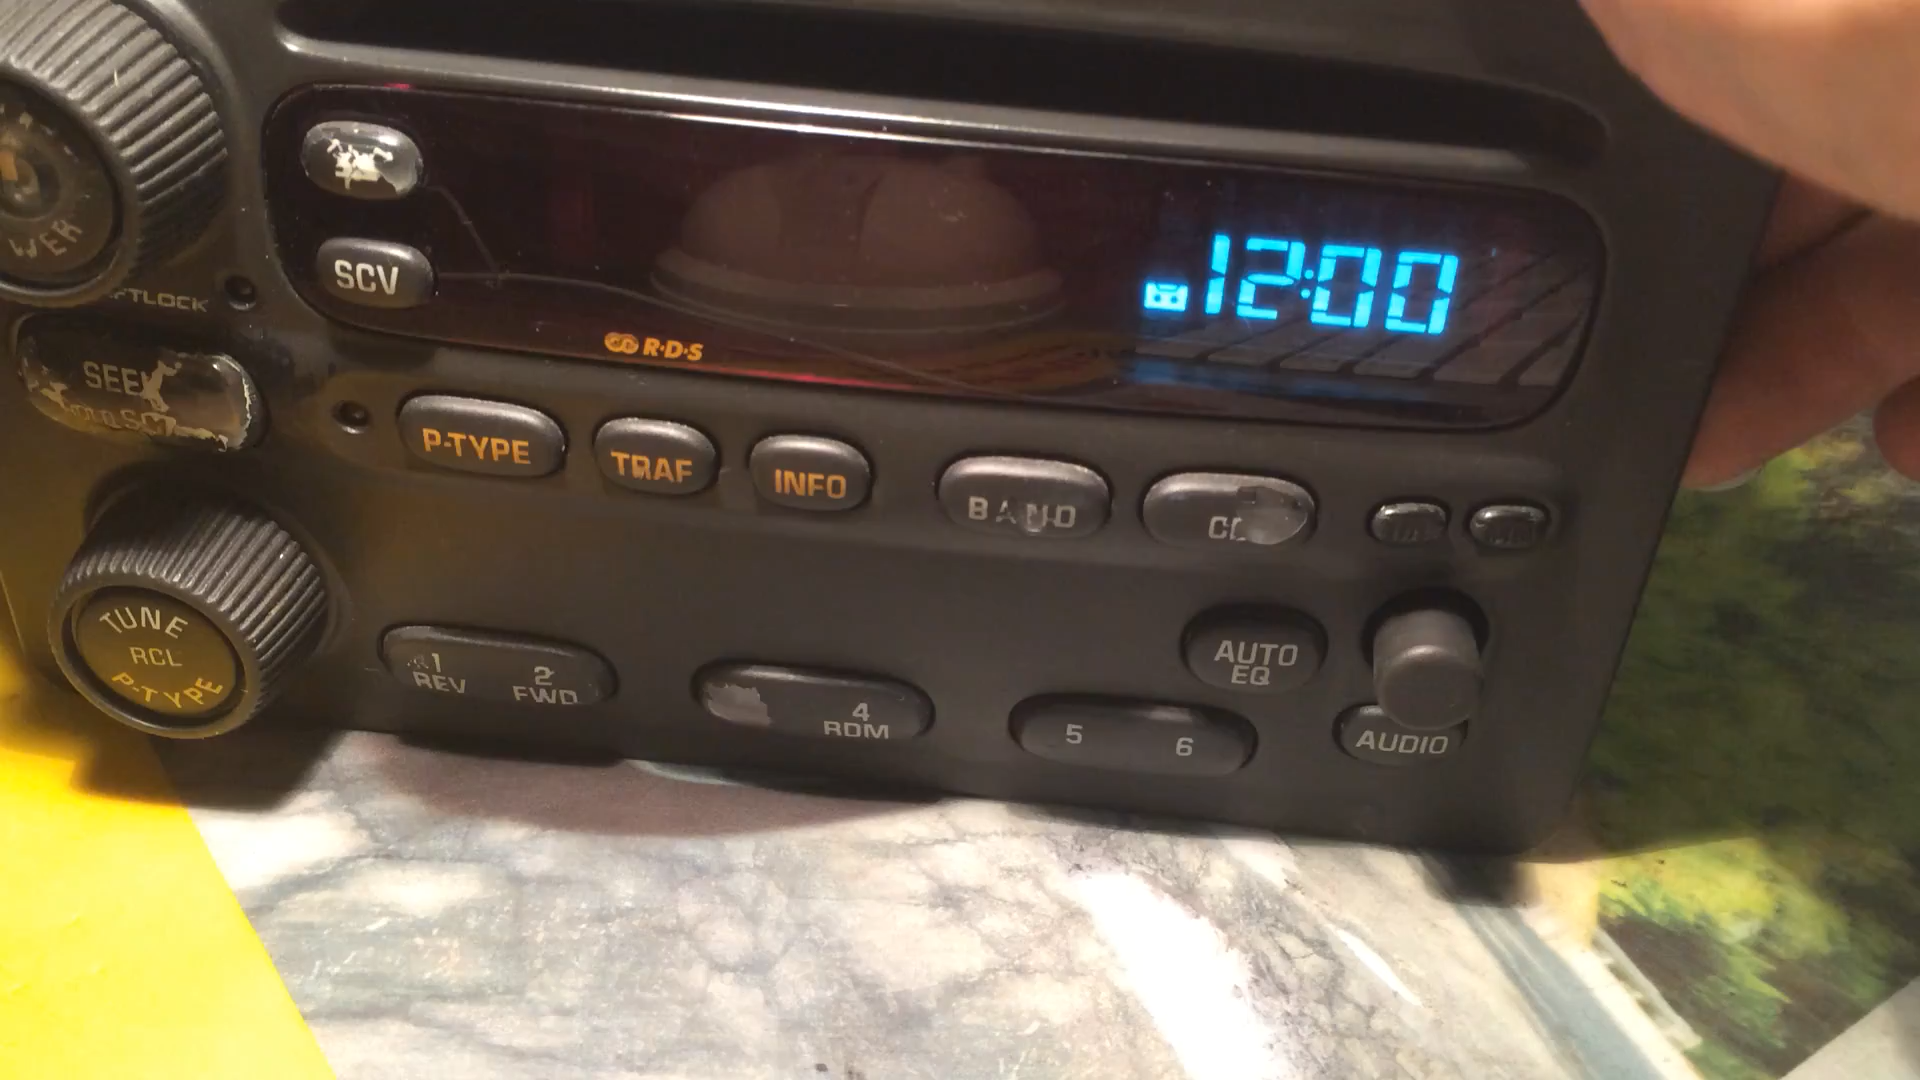 SCV
12:00
R·D·S
SEEK
P-TYPE
TRAF
INFO
BAND
TUNE
RCL
P-TYPE
1
REV
2
FWD
4
RDM
5
6
AUTO
EQ
AUDIO